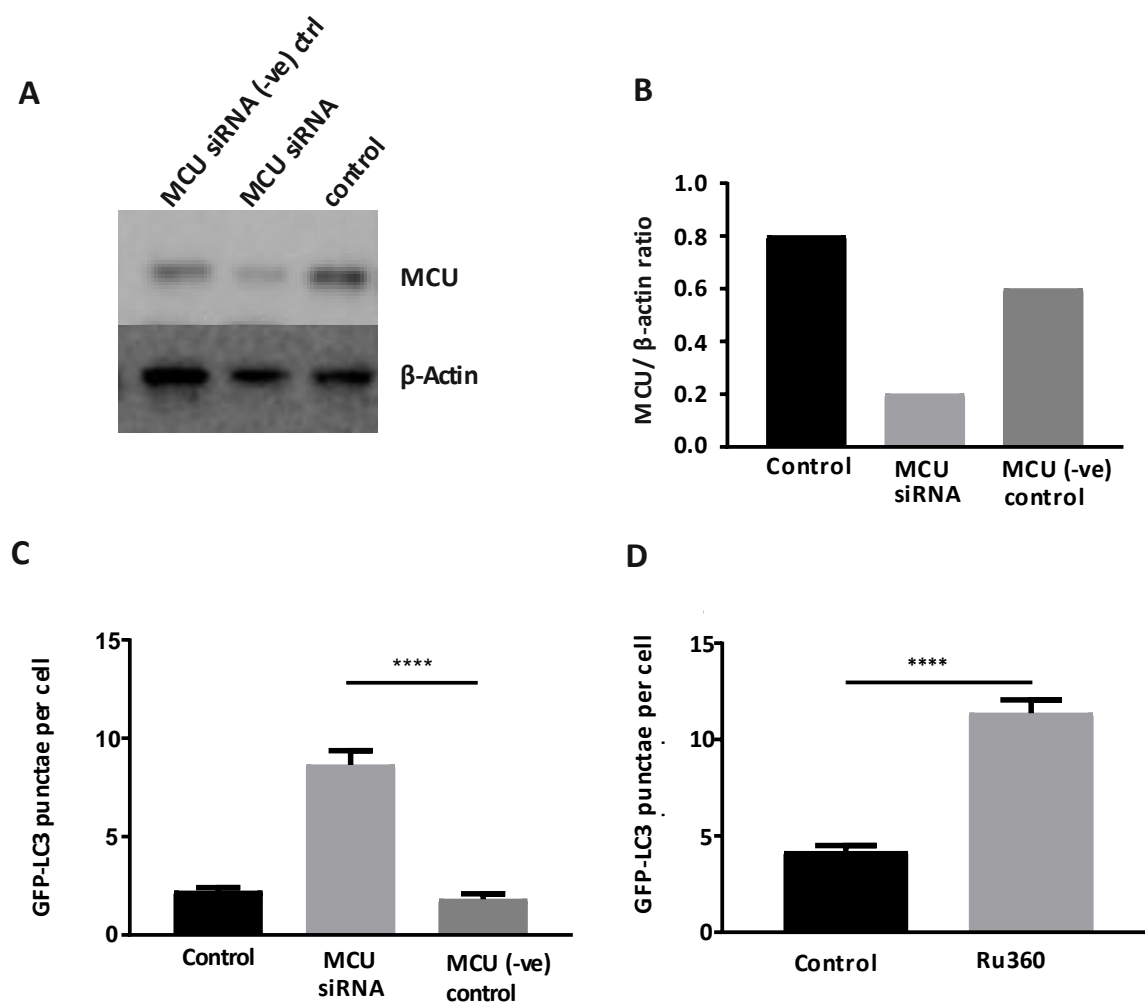 A
MCU siRNA (-ve) ctrl
MCU siRNA
control
MCU
β-Actin
B
MCU/ β-actin ratio
1.0
0.8
0.6
0.4
0.2
0.0
Control
MCU
siRNA
MCU (-ve)
control
C
GFP-LC3 punctae per cell
15
10
5
0
****
Control
MCU
siRNA
MCU (-ve)
control
D
GFP-LC3 punctae per cell
15
10
5
0
****
Control
Ru360